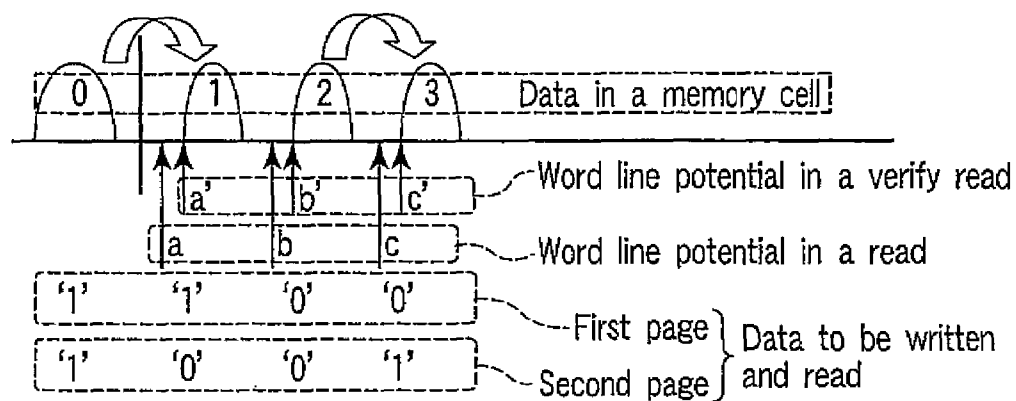 0 1 2 3 Data in a memory cell
a' b' c' Word line potential in a verify read
a b c Word line potential in a read
'1' '1' '0' '0' First page
'1' '0' '0' '1' Second page
Data to be written
and read